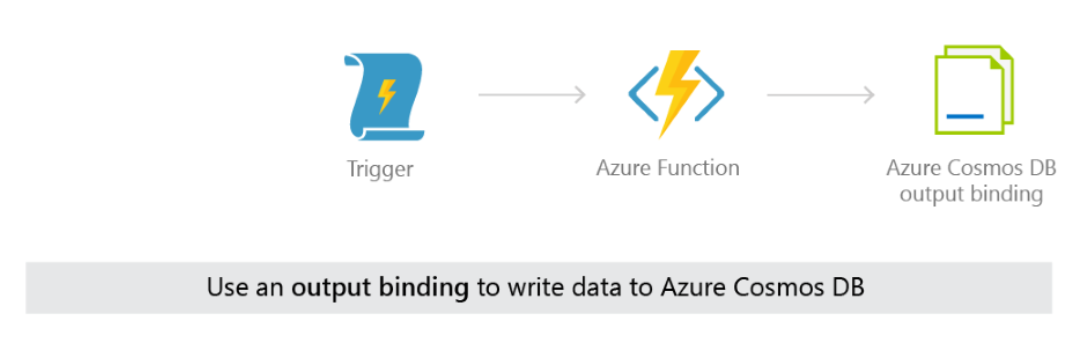 Trigger
Azure Function
Azure Cosmos DB
output binding
Use an output binding to write data to Azure Cosmos DB